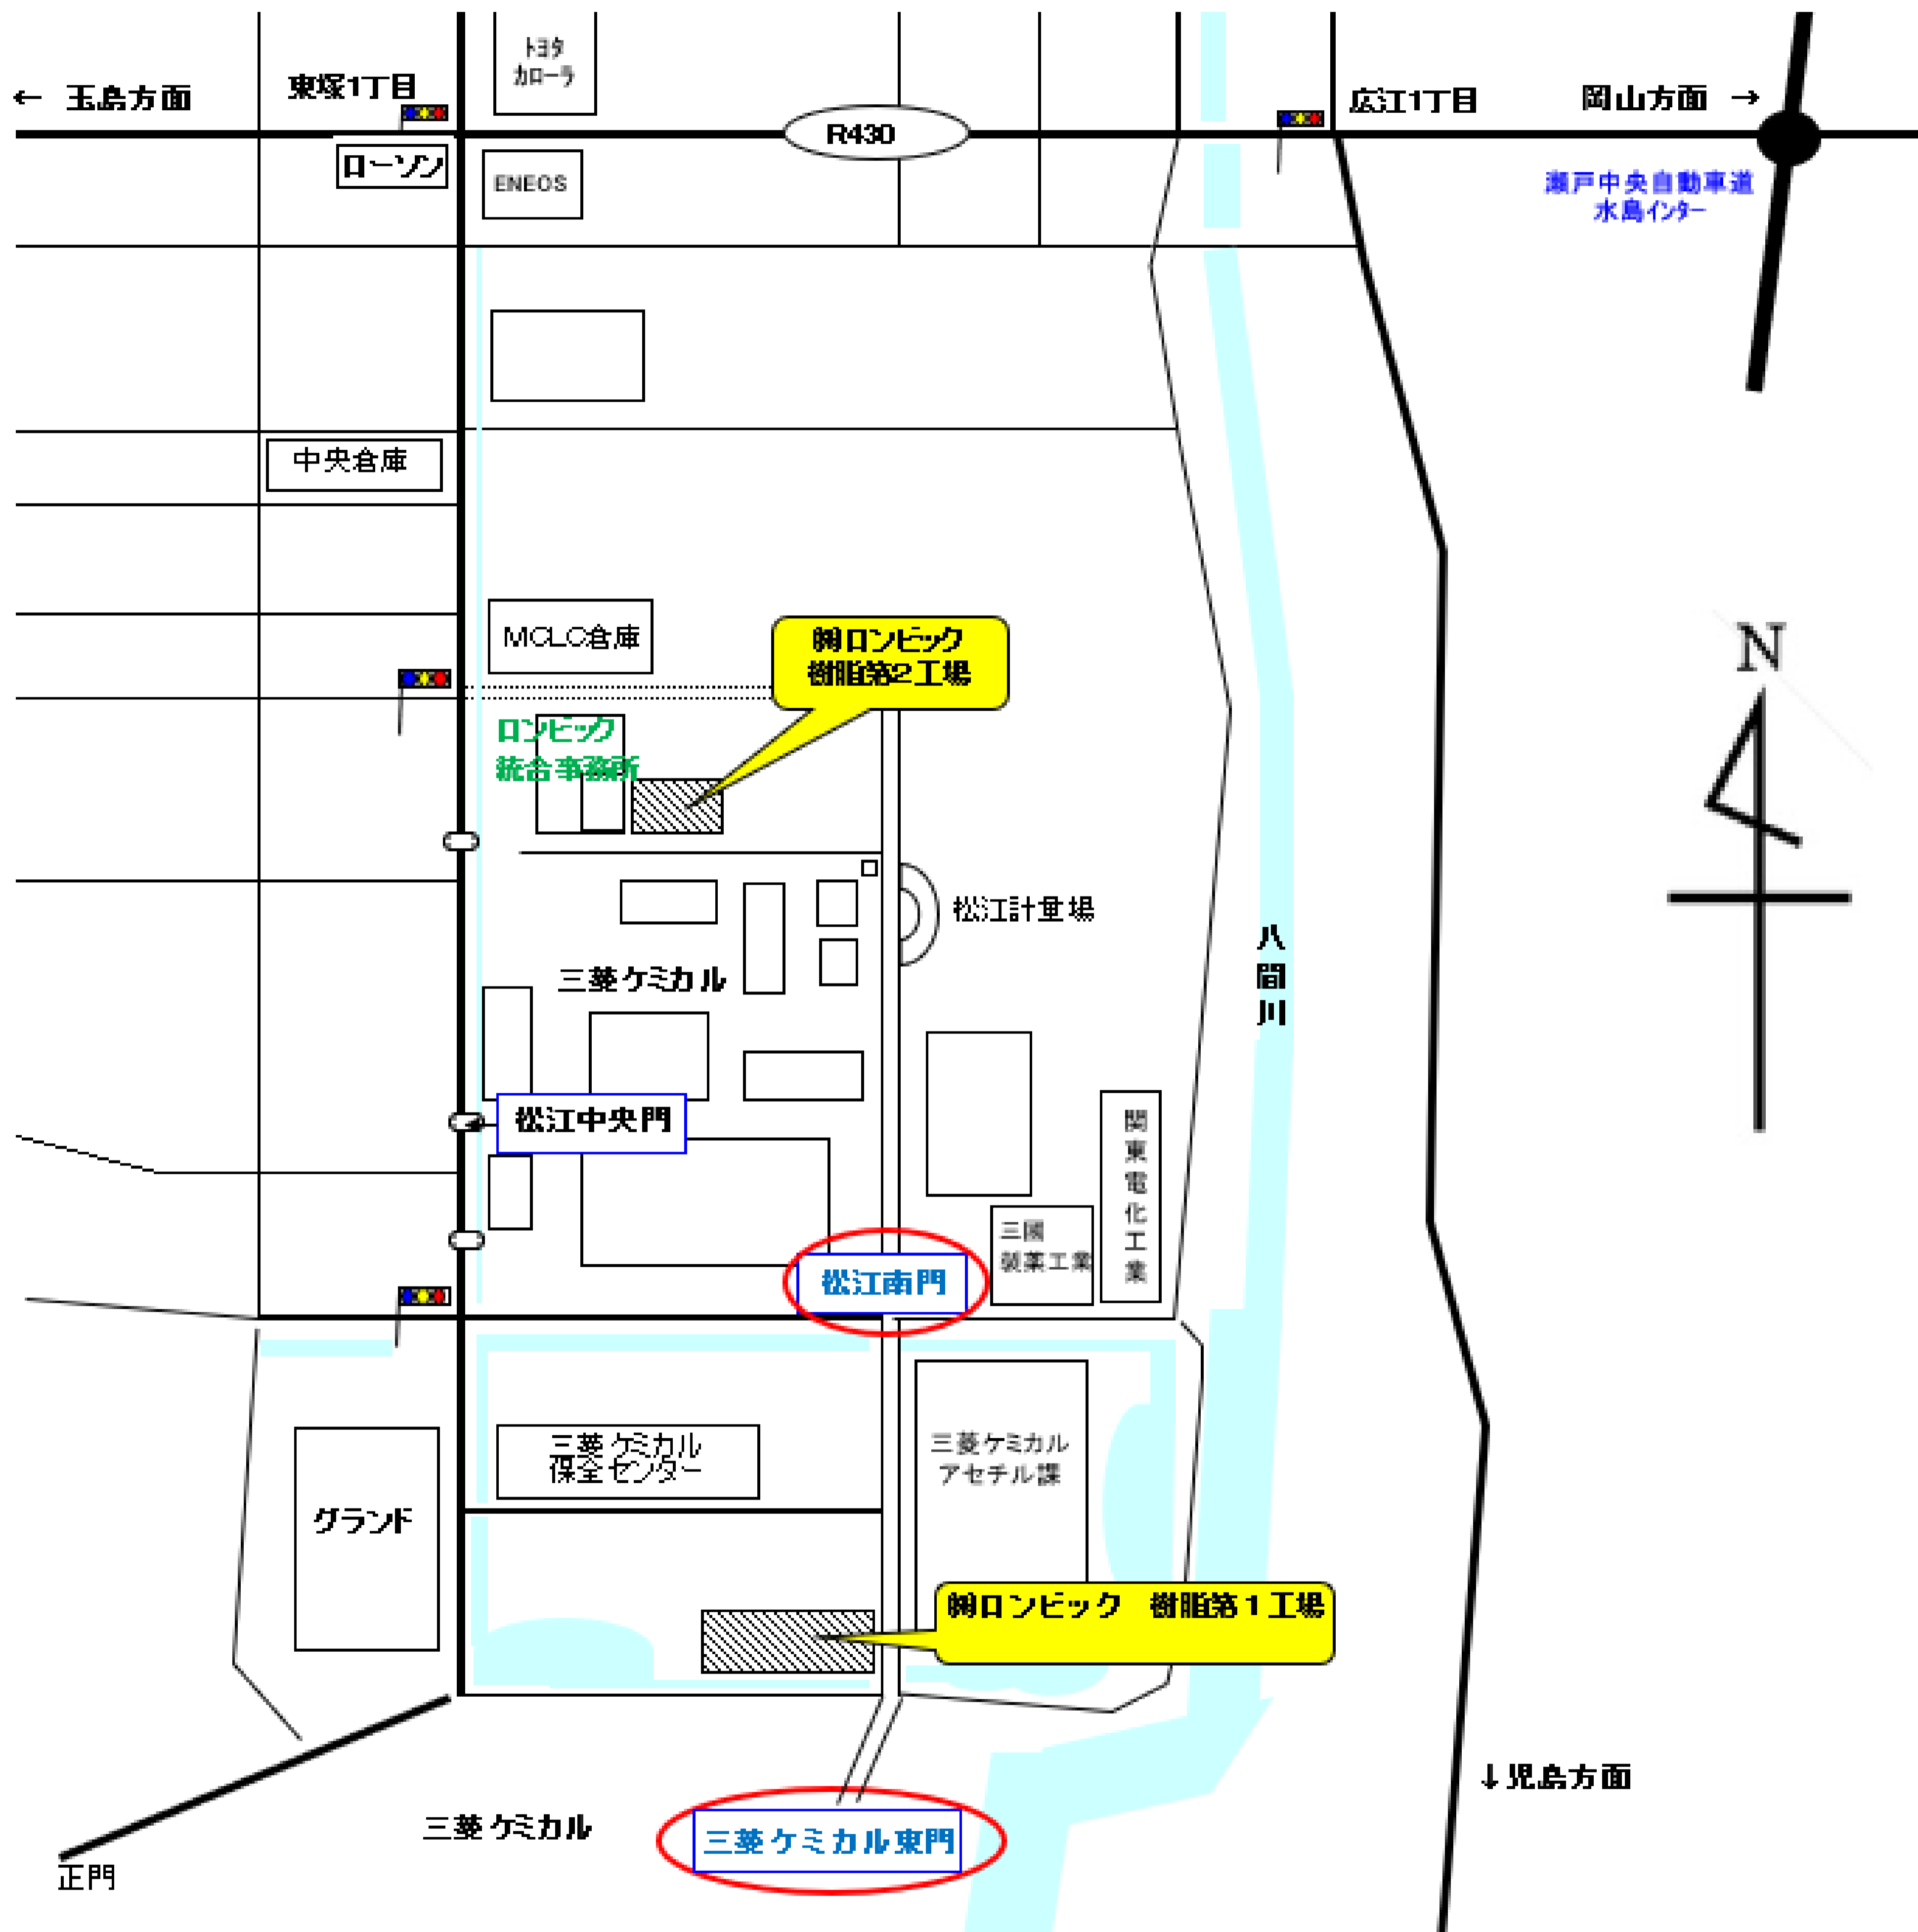 トヨタ
カローラ
← 玉島方面
東塚1丁目
広江1丁目
岡山方面 →
R430
ローソン
ENEOS
瀬戸中央自動車道
水島インター
中央倉庫
MCLC倉庫
㈱ロンビック
樹脂第2工場
N
ロンビック
統合事務所
松江計量場
八間川
三菱ケミカル
松江中央門
関東電化工業
三國
製薬工業
松江南門
三菱ケミカル
保全センター
三菱ケミカル
アセチル課
グランド
㈱ロンビック 樹脂第1工場
↓児島方面
三菱ケミカル
三菱ケミカル東門
正門